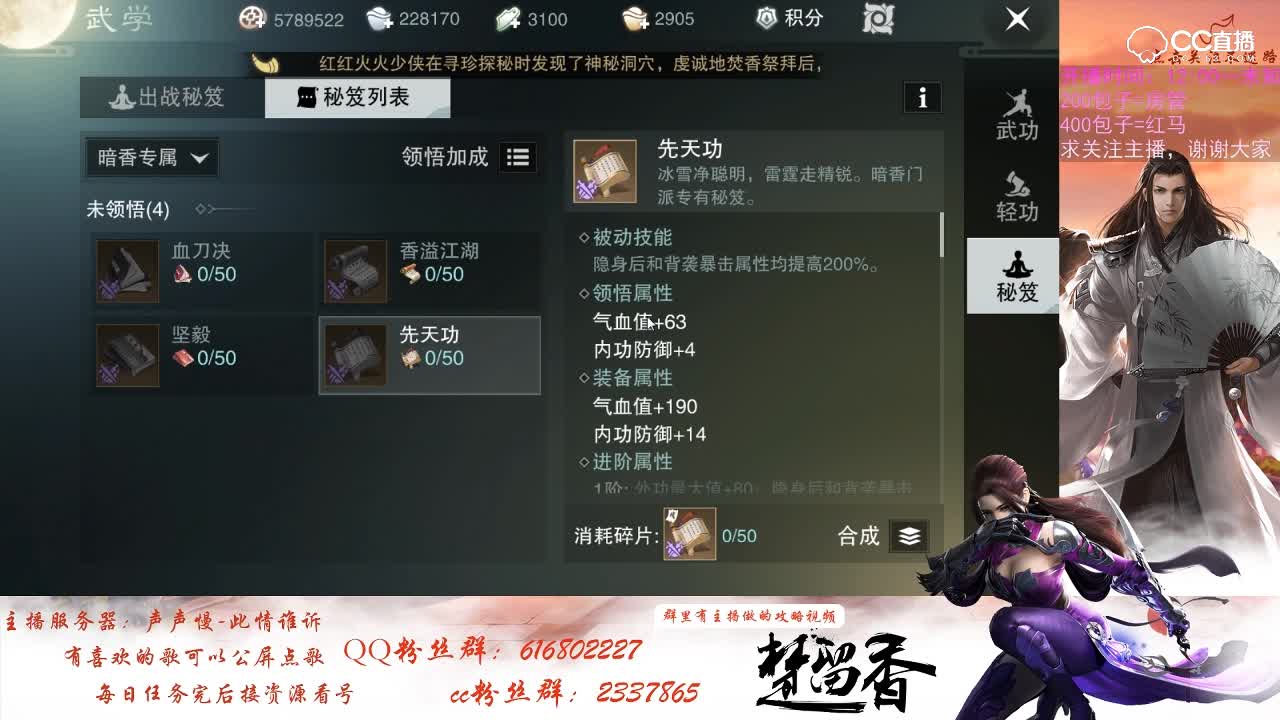 武学
5789522
228170
3100
2905
积分
CC直播
红红火火少侠在寻珍探秘时发现了神秘洞穴，虔诚地焚香祭拜后，
出战秘笈
秘笈列表
200包子=房管
400包子=红马
求关注主播，谢谢大家
武功
轻功
秘笈
暗香专属
领悟加成
未领悟(4)
血刀决
0/50
香溢江湖
0/50
坚毅
0/50
先天功
0/50
先天功
冰雪净聪明，雷霆走精锐。暗香门
派专有秘笈。
被动技能
隐身后和背袭暴击属性均提高200%。
领悟属性
气血值+63
内功防御+4
装备属性
气血值+190
内功防御+14
进阶属性
1阶：外功最大值+80，隐身后和背袭暴击
消耗碎片:
0/50
合成
主播服务器：声声慢-此情谁诉
有喜欢的歌可以公屏点歌
每日任务完后接资源看号
QQ粉丝群：616802227
cc粉丝群：2337865
群里有主播做的攻略视频
楚留香